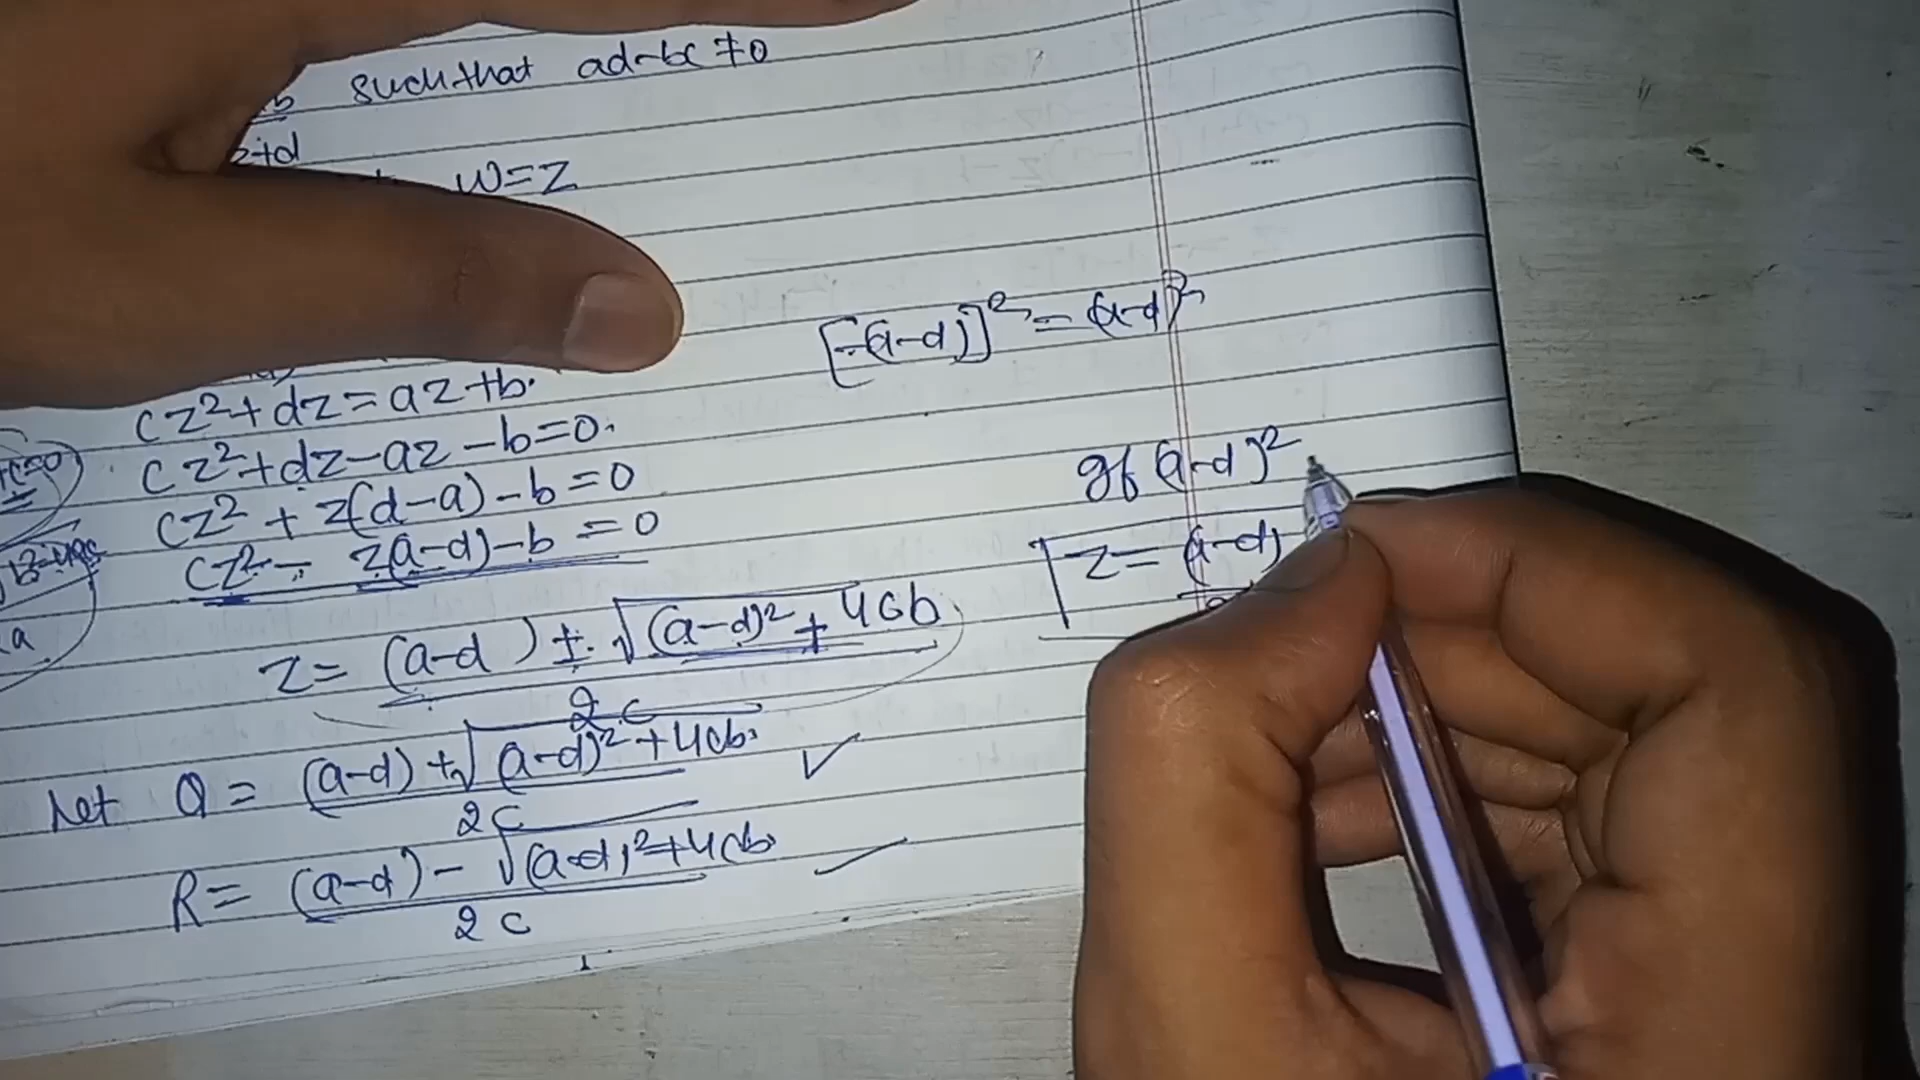 such that ad-bc≠0
z+d
w=z
[-(a-d)]² = (a-d)²
cz²+dz=az+b.
cz²+dz-az-b=0.
cz²+z(d-a)-b=0
cz²-z(a-d)-b=0
If (a-d)²
z=(a-d)
z= (a-d) ± √(a-d)²+4cb
2c
Let Q = (a-d)+√(a-d)²+4cb
2c
R= (a-d)-√(a-d)²+4cb
2c